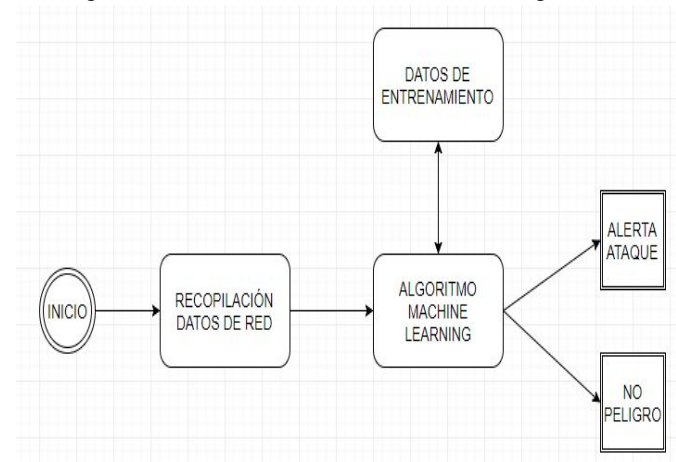 DATOS DE
ENTRENAMIENTO
INICIO
RECOPILACIÓN
DATOS DE RED
ALGORITMO
MACHINE
LEARNING
ALERTA
ATAQUE
NO
PELIGRO